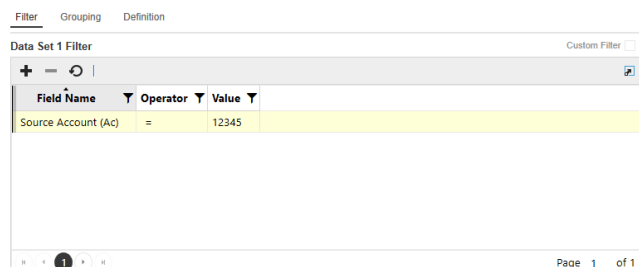 Filter Grouping Definition
Data Set 1 Filter Custom Filter
Field Name Operator Value
Source Account (Ac) = 12345
1 Page 1 of 1